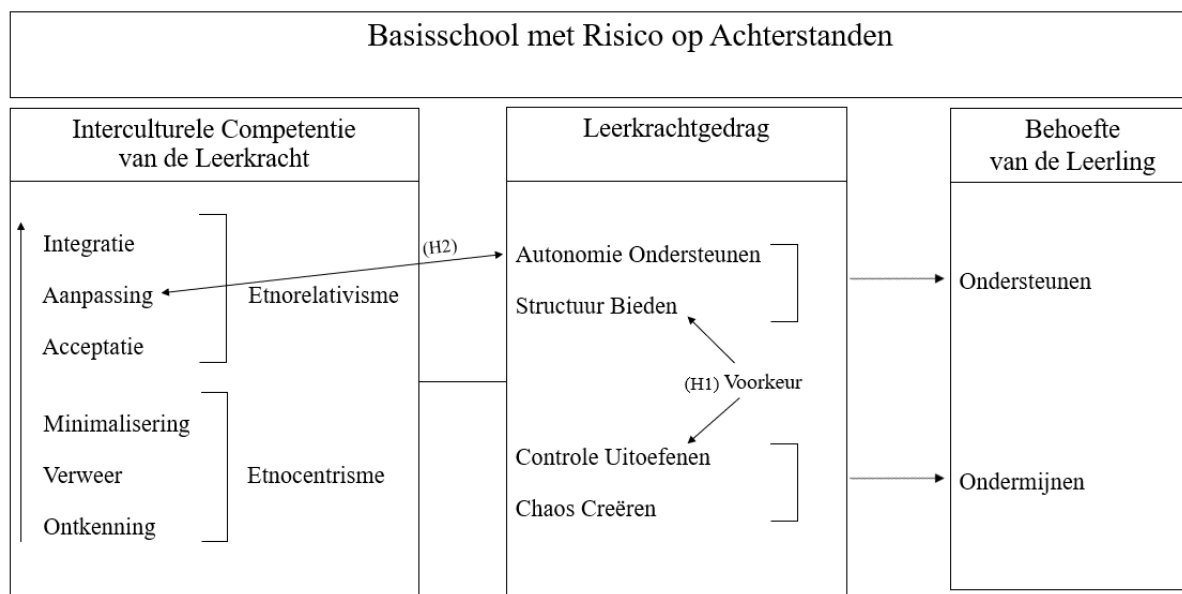 Basisschool met Risico op Achterstanden
Interculturele Competentie
van de Leerkracht
Integratie
Aanpassing
Acceptatie
Etnorelativisme
Minimalisering
Verweer
Ontkenning
Etnocentrisme
(H2)
Leerkrachtgedrag
Autonomie Ondersteunen
Structuur Bieden
(H1) Voorkeur
Controle Uitoefenen
Chaos Creëren
Behoefte
van de Leerling
Ondersteunen
Ondermijnen